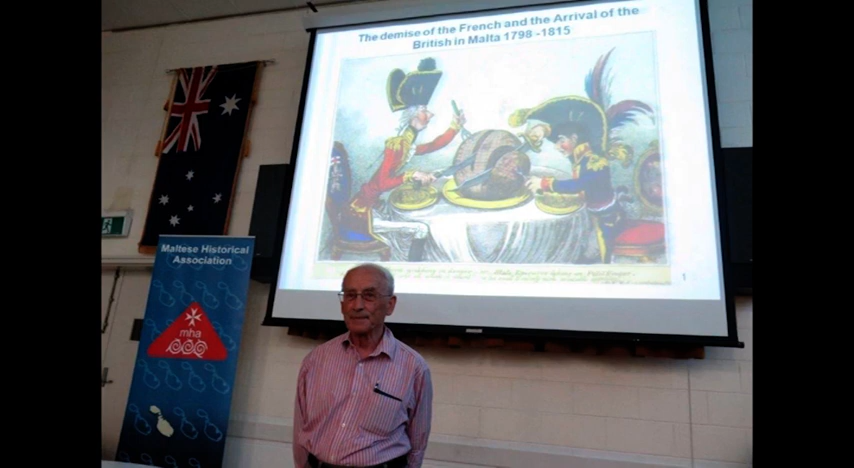 The demise of the French and the Arrival of the
British in Malta 1798 -1815
1
Maltese Historical
Association
mha